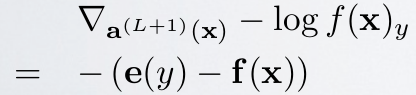 ∇_{𝐚^{(L+1)}(𝐱)} − log f(𝐱)_y
= − (𝐞(y) − 𝐟(𝐱))